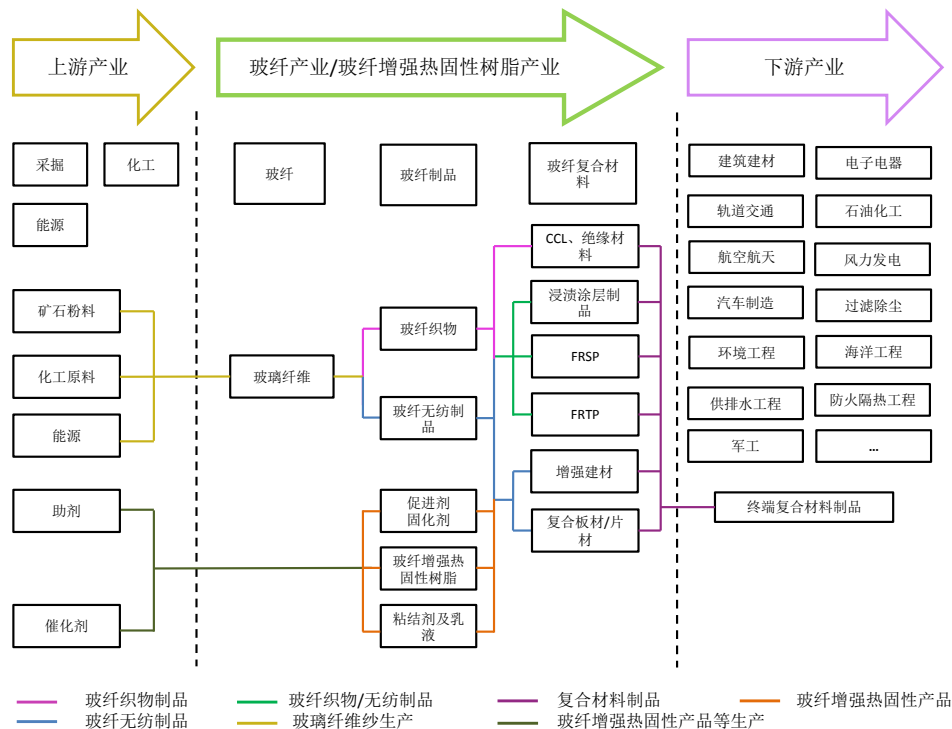 上游产业
玻纤产业/玻纤增强热固性树脂产业
下游产业
采掘
化工
能源
玻纤
玻纤制品
玻纤复合材
料
建筑建材
电子电器
轨道交通
石油化工
航空航天
风力发电
汽车制造
过滤除尘
环境工程
海洋工程
供排水工程
防火隔热工程
军工
...
矿石粉料
化工原料
能源
助剂
催化剂
玻璃纤维
玻纤织物
玻纤无纺制
品
促进剂
固化剂
玻纤增强热
固性树脂
粘结剂及乳
液
CCL、绝缘材
料
浸渍涂层制
品
FRSP
FRTP
增强建材
复合板材/片
材
终端复合材料制品
玻纤织物制品
玻纤织物/无纺制品
复合材料制品
玻纤增强热固性产品
玻纤无纺制品
玻璃纤维纱生产
玻纤增强热固性产品等生产